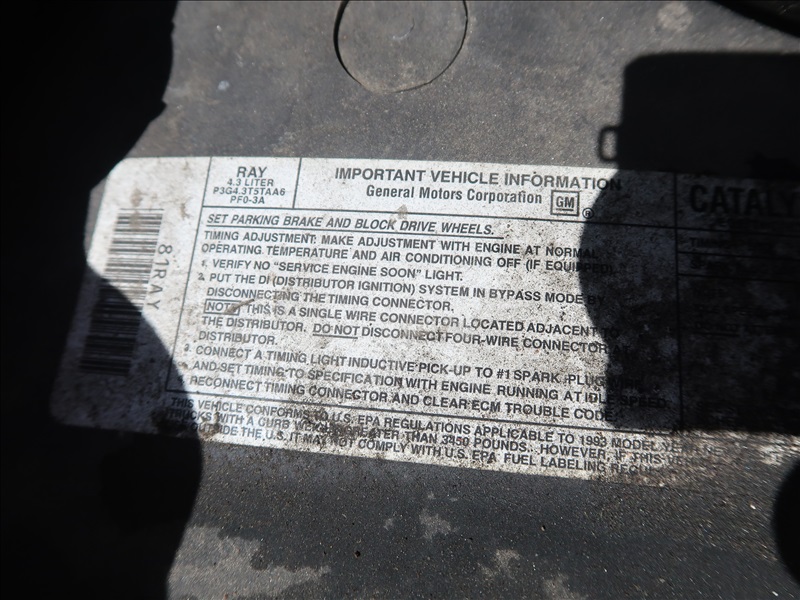 RAY
4.3 LITER
P3G4.3T5TAA6
PF0-3A
IMPORTANT VEHICLE INFORMATION
General Motors Corporation GM ®
CATALY
81RAY
SET PARKING BRAKE AND BLOCK DRIVE WHEELS.
TIMING ADJUSTMENT: MAKE ADJUSTMENT WITH ENGINE AT NORMAL
OPERATING TEMPERATURE AND AIR CONDITIONING OFF (IF EQUIPPED)
1. VERIFY NO "SERVICE ENGINE SOON" LIGHT.
2. PUT THE DI (DISTRIBUTOR IGNITION) SYSTEM IN BYPASS MODE BY
DISCONNECTING THE TIMING CONNECTOR.
NOTE: THIS IS A SINGLE WIRE CONNECTOR LOCATED ADJACENT TO
THE DISTRIBUTOR. DO NOT DISCONNECT FOUR-WIRE CONNECTOR
DISTRIBUTOR.
CONNECT A TIMING LIGHT INDUCTIVE PICK-UP TO #1 SPARK PLUG
AND SET TIMING TO SPECIFICATION WITH ENGINE RUNNING AT IDLE SPEED
RECONNECT TIMING CONNECTOR AND CLEAR ECM TROUBLE CODE
THIS VEHICLE CONFORMS TO U.S. EPA REGULATIONS APPLICABLE TO 1993 MODEL
TRUCKS WITH A CURB GREATER THAN 3450 POUNDS. HOWEVER, IF THIS
OUTSIDE THE U.S. IT MAY NOT COMPLY WITH U.S. EPA FUEL LABELING